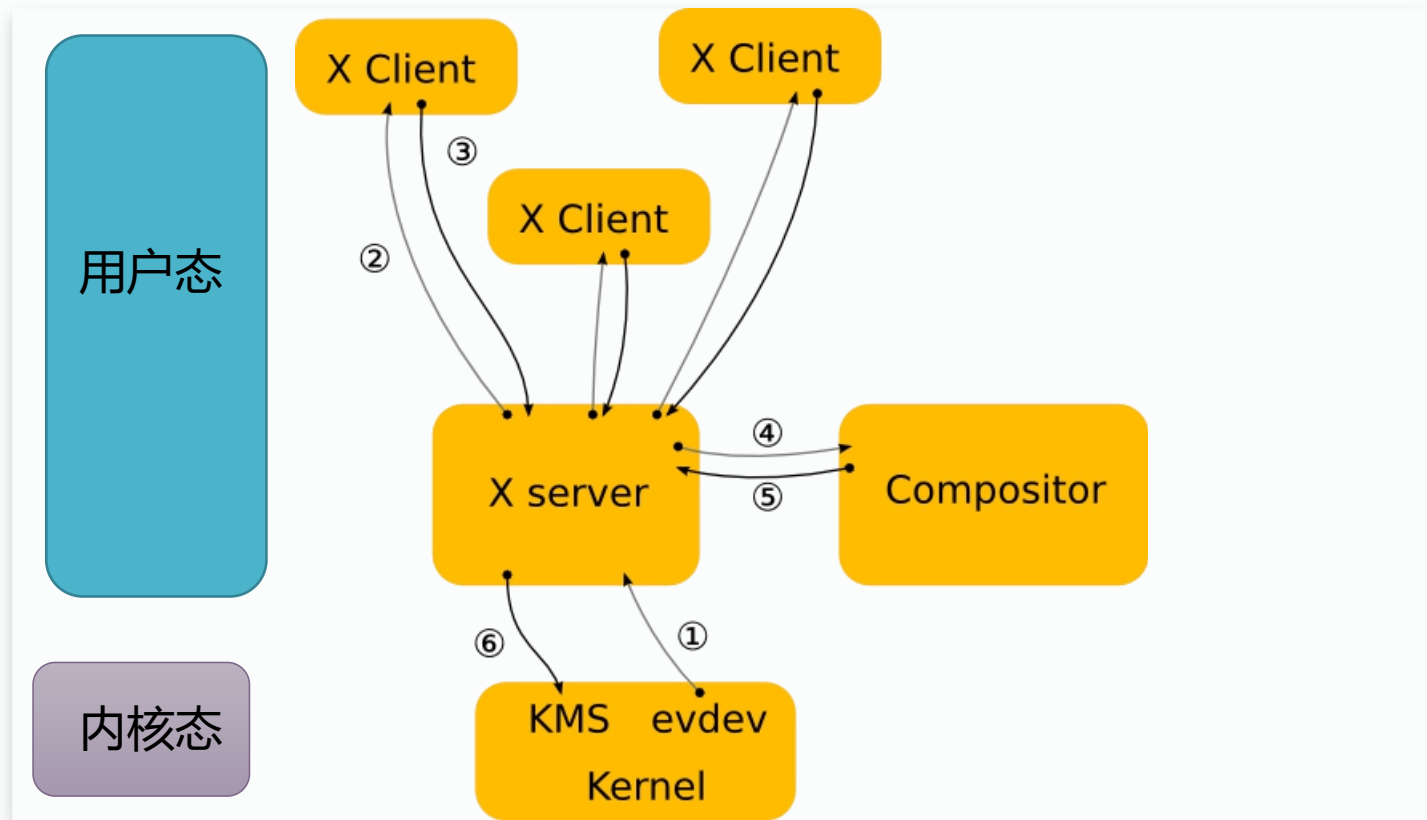 X Client
X Client
③
X Client
②
用户态
④
X server
Compositor
⑤
⑥
①
KMS evdev
内核态
Kernel